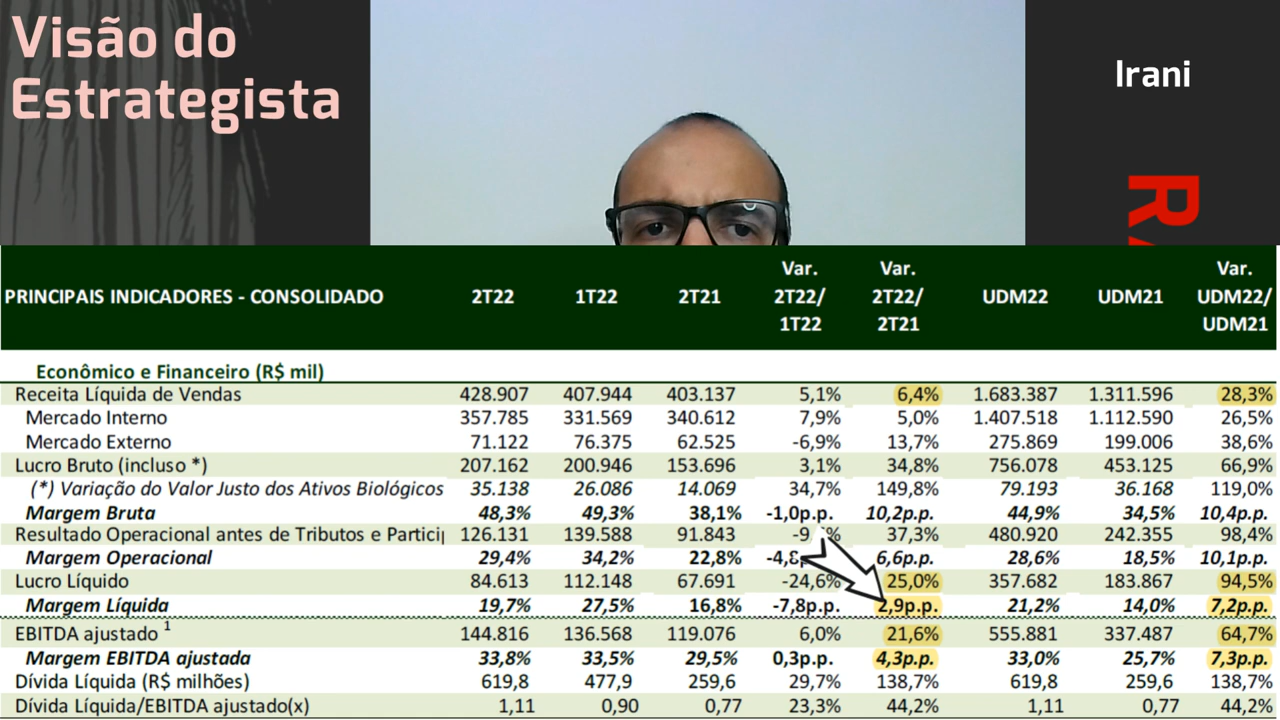 Visão do
Estrategista
Irani
PRINCIPAIS INDICADORES - CONSOLIDADO 2T22 1T22 2T21 Var. 2T22/ 1T22 Var. 2T22/ 2T21 UDM22 UDM21 Var. UDM22/ UDM21
Econômico e Financeiro (R$ mil)
Receita Líquida de Vendas 428.907 407.944 403.137 5,1% 6,4% 1.683.387 1.311.596 28,3%
Mercado Interno 357.785 331.569 340.612 7,9% 5,0% 1.407.518 1.112.590 26,5%
Mercado Externo 71.122 76.375 62.525 -6,9% 13,7% 275.869 199.006 38,6%
Lucro Bruto (incluso *) 207.162 200.946 153.696 3,1% 34,8% 756.078 453.125 66,9%
(*) Variação do Valor Justo dos Ativos Biológicos 35.138 26.086 14.069 34,7% 149,8% 79.193 36.168 119,0%
Margem Bruta 48,3% 49,3% 38,1% -1,0p.p. 10,2p.p. 44,9% 34,5% 10,4p.p.
Resultado Operacional antes de Tributos e 126.131 139.588 91.843 37,3% 480.920 242.355 98,4%
Margem Operacional 29,4% 34,2% 22,8% 6,6p.p. 28,6% 18,5% 10,1p.p.
Lucro Líquido 84.613 112.148 67.691 -24,6% 25,0% 357.682 183.867 94,5%
Margem Líquida 19,7% 27,5% 16,8% -7,8p.p. 2,9p.p. 21,2% 14,0% 7,2p.p.
EBITDA ajustado 1 144.816 136.568 119.076 6,0% 21,6% 555.881 337.487 64,7%
Margem EBITDA ajustada 33,8% 33,5% 29,5% 0,3p.p. 4,3p.p. 33,0% 25,7% 7,3p.p.
Dívida Líquida (R$ milhões) 619,8 477,9 259,6 29,7% 138,7% 619,8 259,6 138,7%
Dívida Líquida/EBITDA ajustado(x) 1,11 0,90 0,77 23,3% 44,2% 1,11 0,77 44,2%